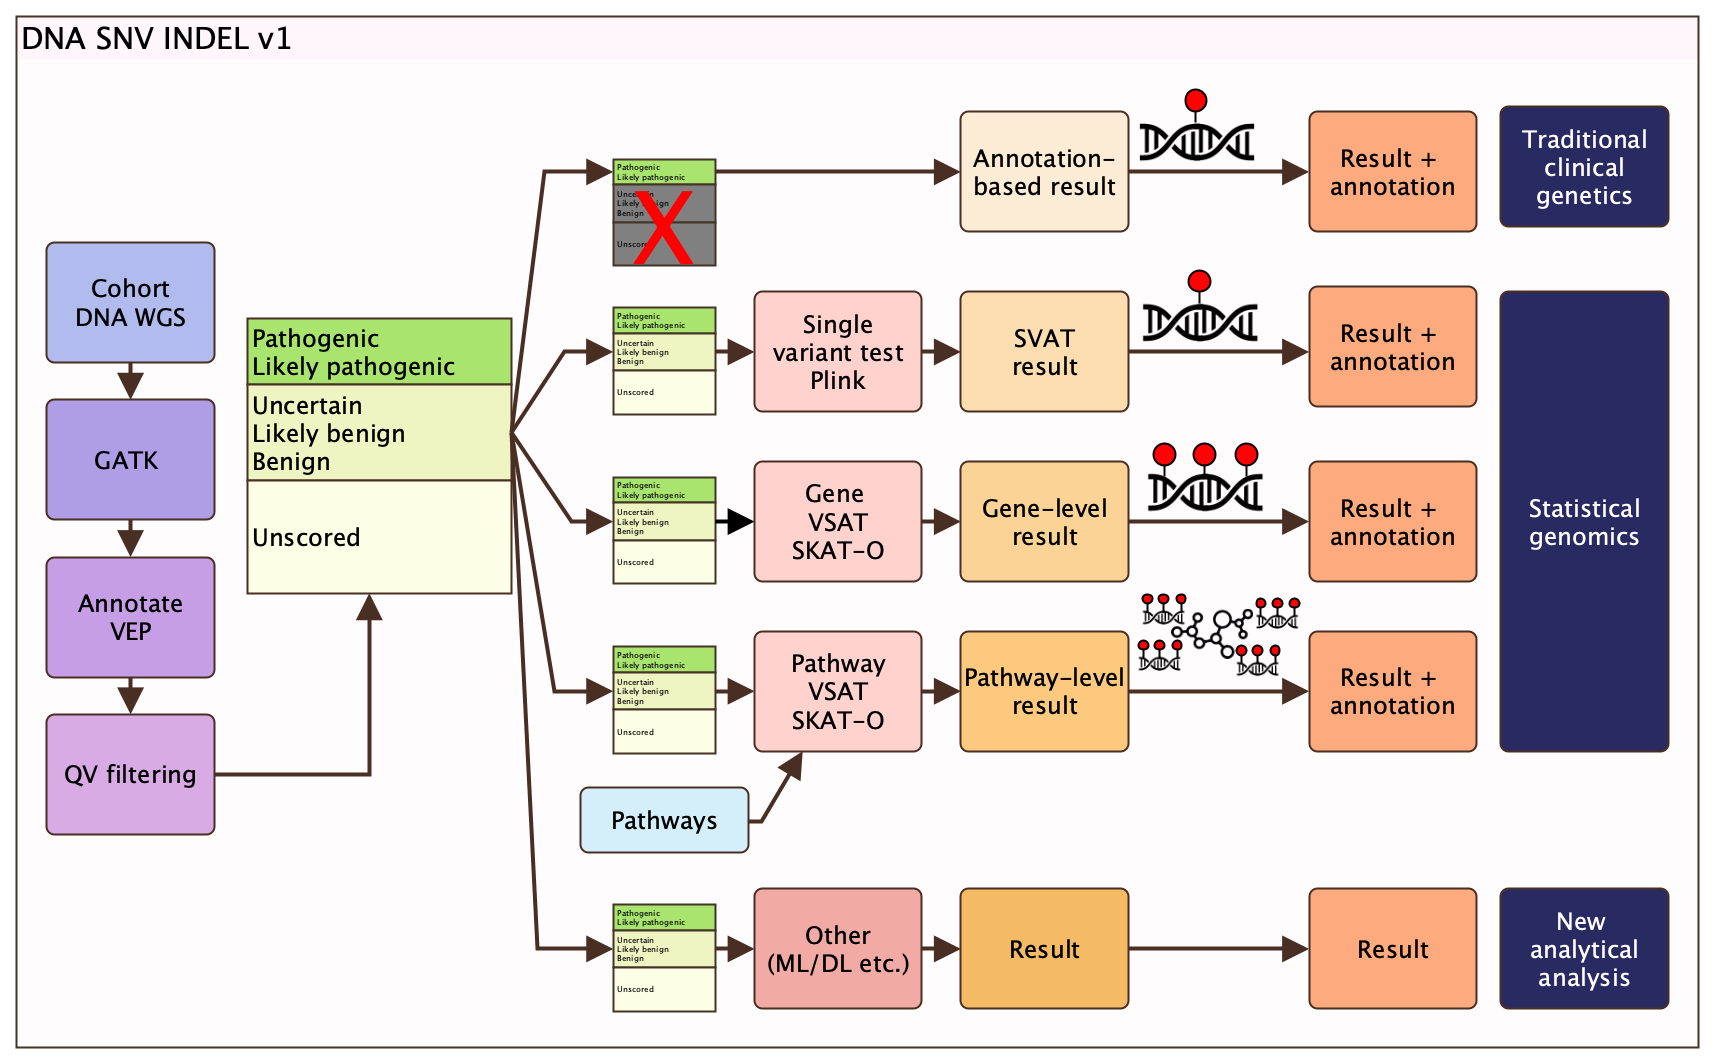 DNA SNV INDEL v1
Cohort
DNA WGS
GATK
Annotate
VEP
QV filtering
Pathogenic
Likely pathogenic
Uncertain
Likely benign
Benign
Unscored
Pathogenic
Likely pathogenic
Uncertain
Likely benign
Benign
Unscored
X
Annotation-
based result
Result +
annotation
Traditional
clinical
genetics
Pathogenic
Likely pathogenic
Uncertain
Likely benign
Benign
Unscored
Single
variant test
Plink
SVAT
result
Result +
annotation
Statistical
genomics
Pathogenic
Likely pathogenic
Uncertain
Likely benign
Benign
Unscored
Gene
VSAT
SKAT-O
Gene-level
result
Result +
annotation
Pathogenic
Likely pathogenic
Uncertain
Likely benign
Benign
Unscored
Pathway
VSAT
SKAT-O
Pathway-level
result
Result +
annotation
Pathways
Pathogenic
Likely pathogenic
Uncertain
Likely benign
Benign
Unscored
Other
(ML/DL etc.)
Result
Result
New
analytical
analysis